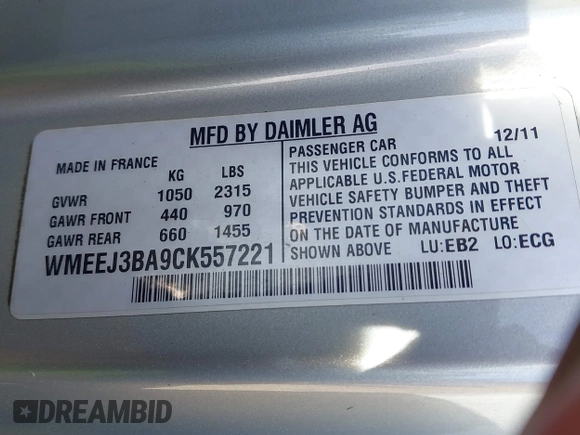 MFD BY DAIMLER AG
MADE IN FRANCE
KG LBS
GVWR 1050 2315
GAWR FRONT 440 970
GAWR REAR 660 1455
WMEEJ3BA9CK557221
PASSENGER CAR 12/11
THIS VEHICLE CONFORMS TO ALL
APPLICABLE U.S.FEDERAL MOTOR
VEHICLE SAFETY BUMPER AND THEFT
PREVENTION STANDARDS IN EFFECT
ON THE DATE OF MANUFACTURE
SHOWN ABOVE LU:EB2 LO:ECG
DREAMBID